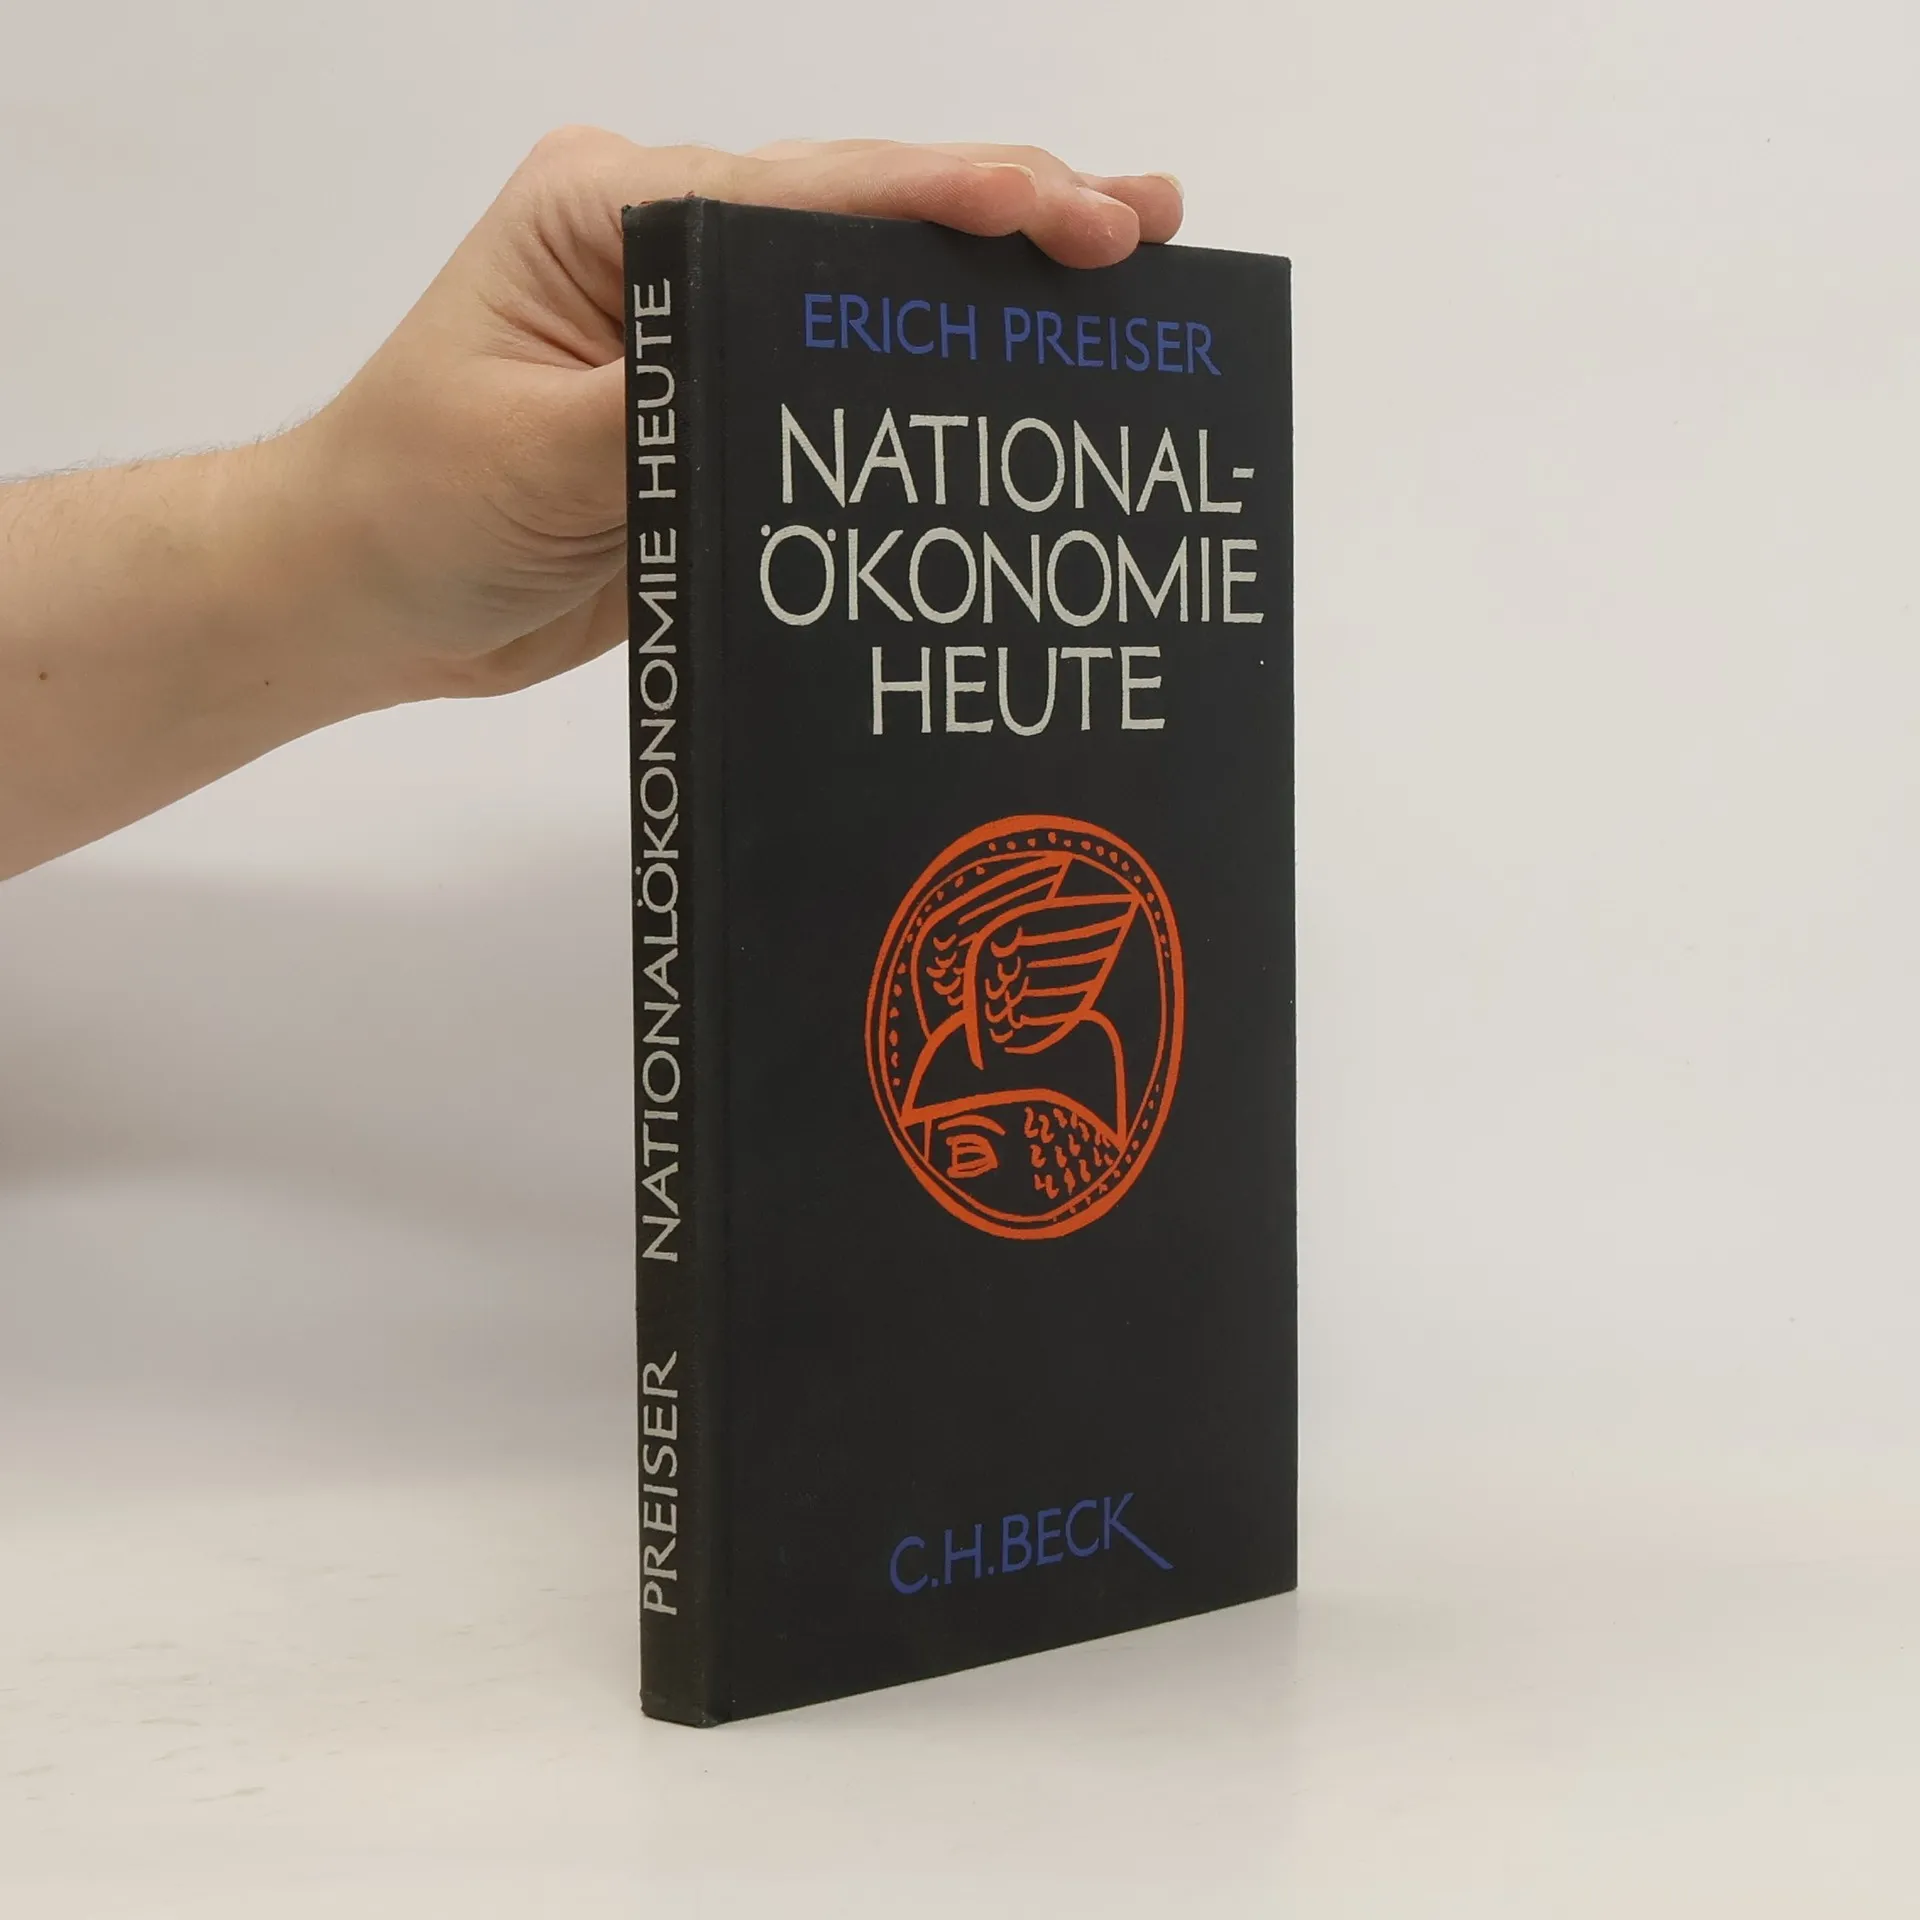 ERICH PREISER
NATIONAL-
ÖKONOMIE
HEUTE
C.H.BECK
PREISER NATIONALÖKONOMIE HEUTE